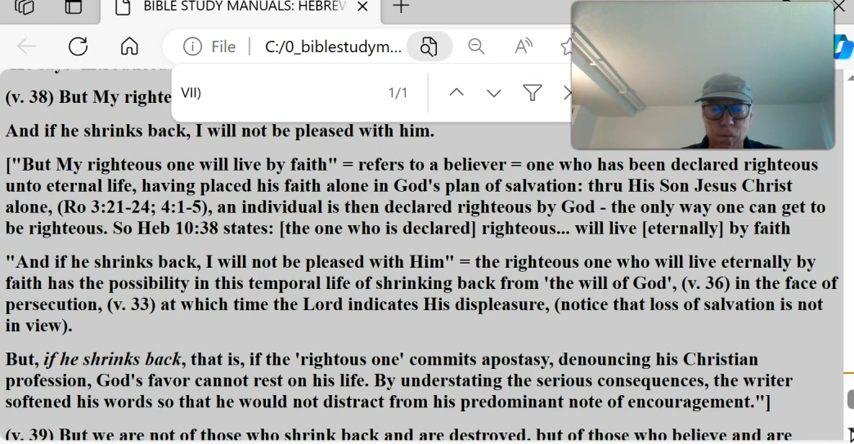 BIBLE STUDY MANUALS: HEBREW
File C:/0_biblestudym...
VII) 1/1
(v. 38) But My righte
And if he shrinks back, I will not be pleased with him.
["But My righteous one will live by faith" = refers to a believer = one who has been declared righteous
unto eternal life, having placed his faith alone in God's plan of salvation: thru His Son Jesus Christ
alone, (Ro 3:21-24; 4:1-5), an individual is then declared righteous by God - the only way one can get to
be righteous. So Heb 10:38 states: [the one who is declared] righteous... will live [eternally] by faith
"And if he shrinks back, I will not be pleased with Him" = the righteous one who will live eternally by
faith has the possibility in this temporal life of shrinking back from 'the will of God', (v. 36) in the face of
persecution, (v. 33) at which time the Lord indicates His displeasure, (notice that loss of salvation is not
in view).
But, if he shrinks back, that is, if the 'rightous one' commits apostasy, denouncing his Christian
profession, God's favor cannot rest on his life. By understating the serious consequences, the writer
softened his words so that he would not distract from his predominant note of encouragement."]
(v. 39) But we are not of those who shrink back and are destroyed, but of those who believe and are